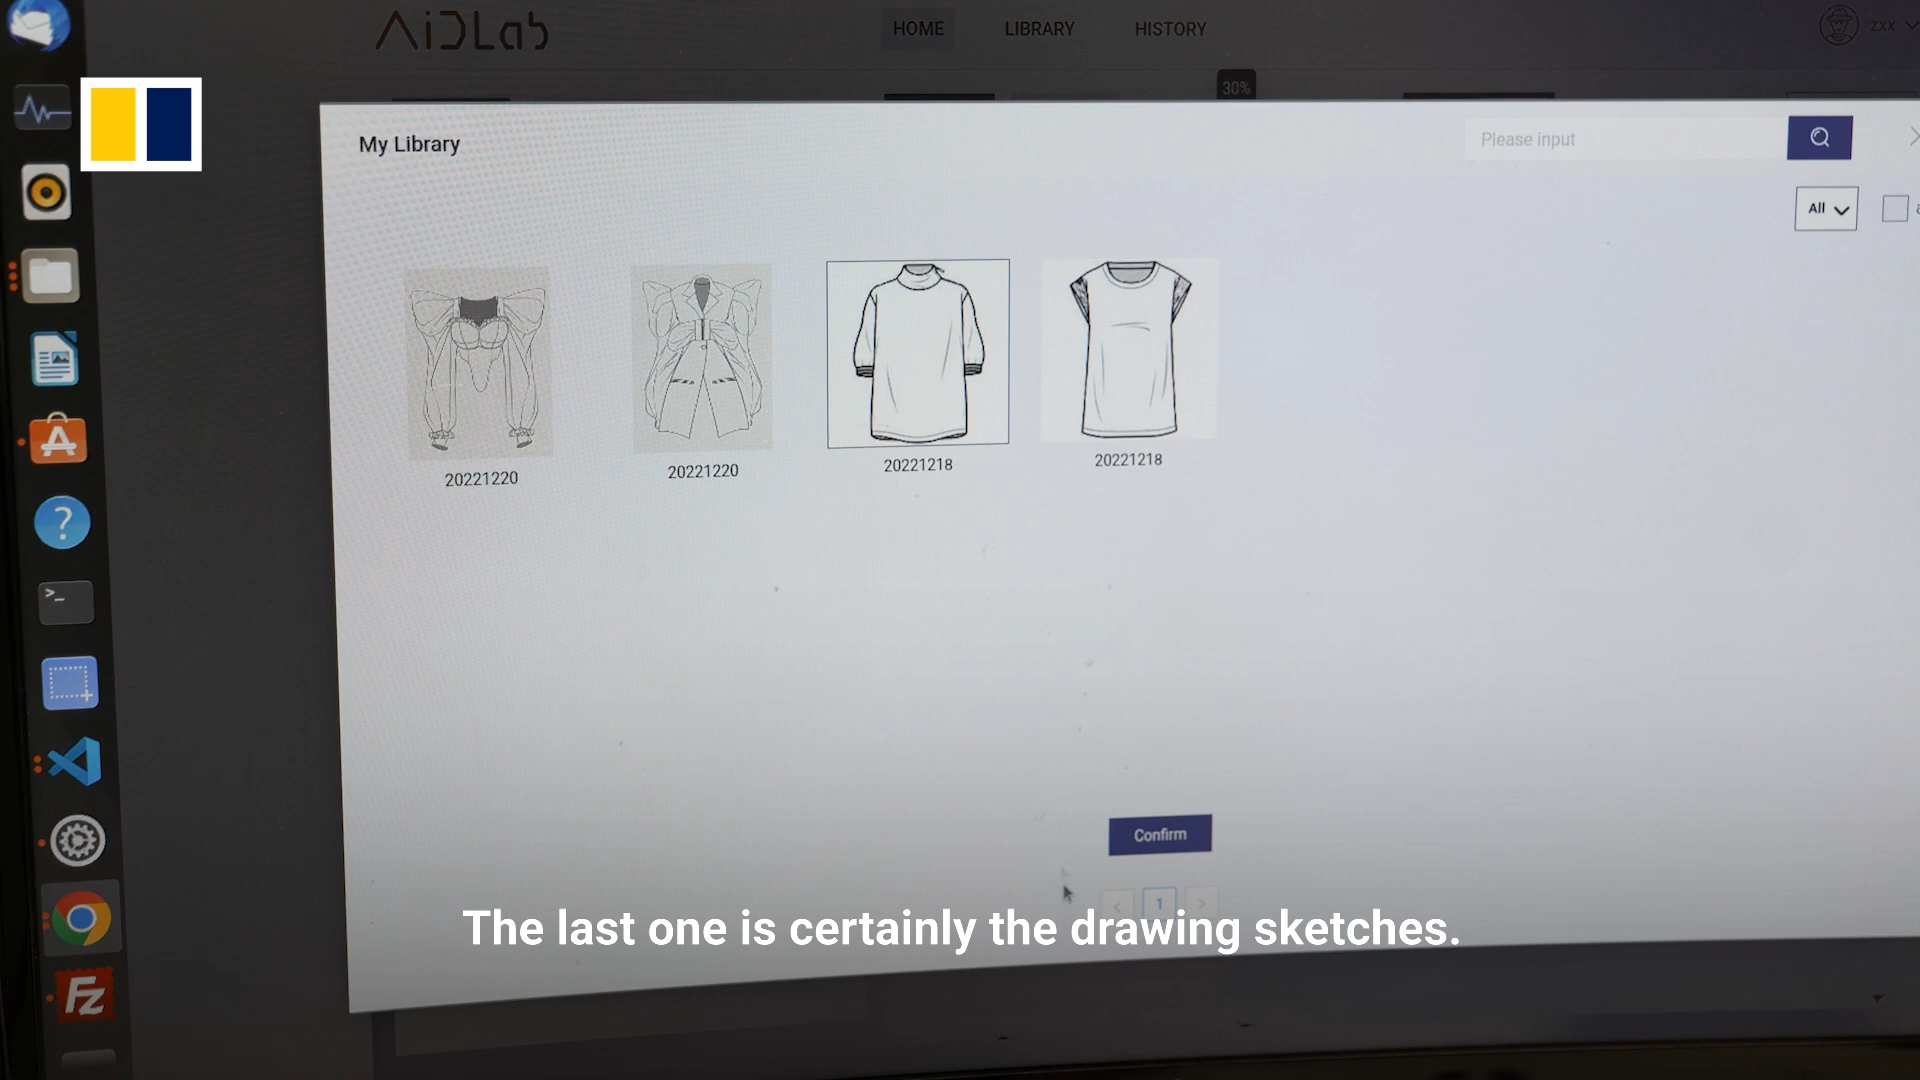 AiDLab
HOME
LIBRARY
HISTORY
ZXX
30%
My Library
Please input
All
20221220
20221220
20221218
20221218
Confirm
< 1 >
The last one is certainly the drawing sketches.